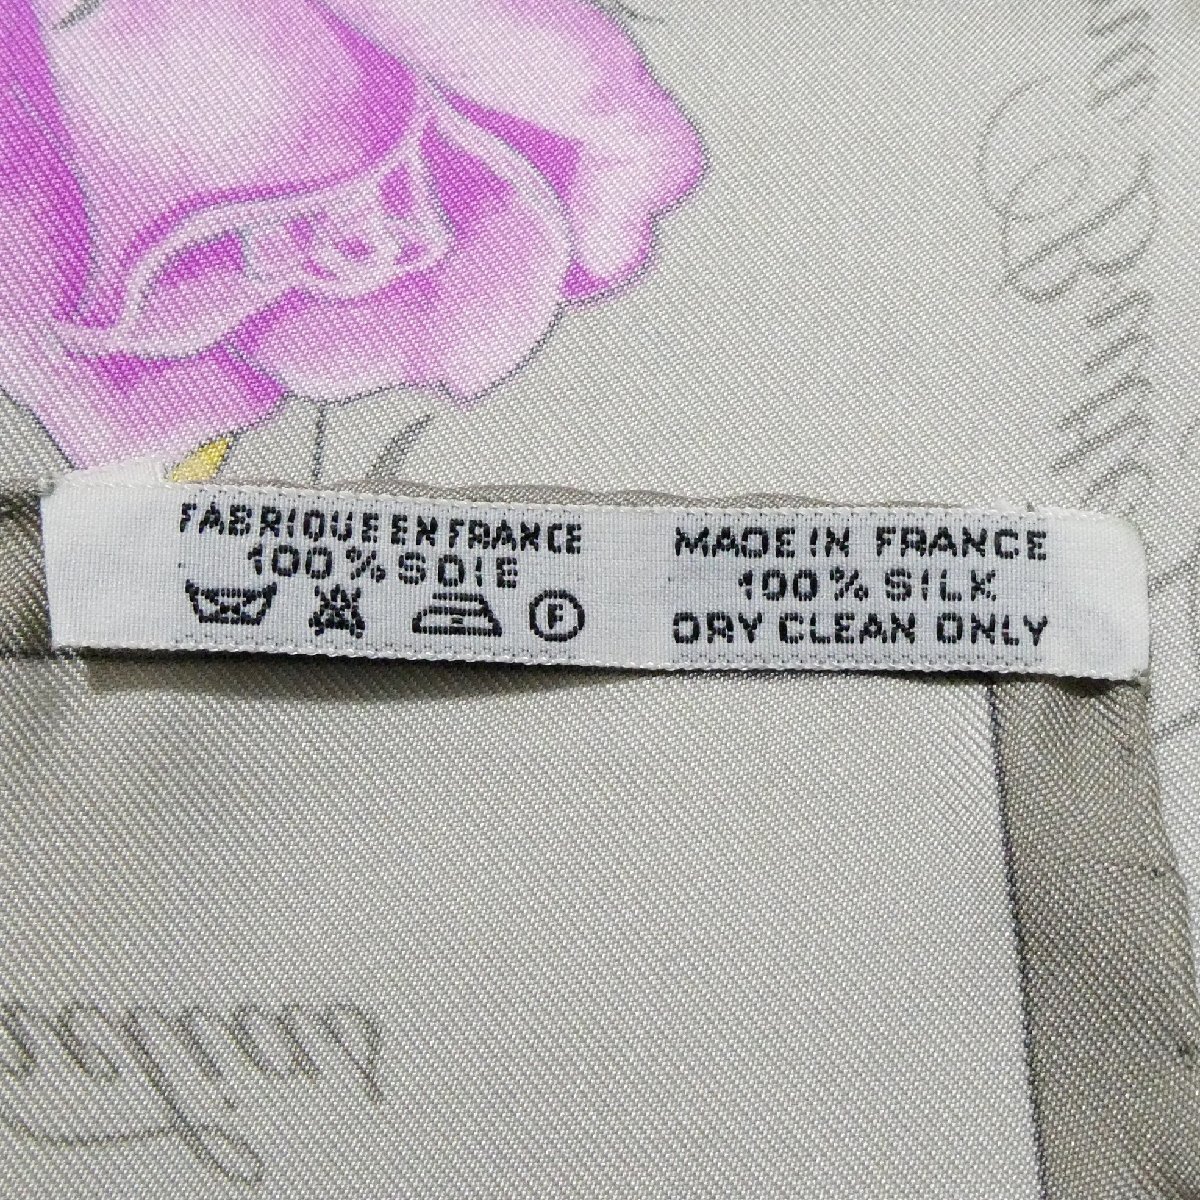 FABRIQUE EN FRANCE
100% SOIE
F
MADE IN FRANCE
100% SILK
DRY CLEAN ONLY